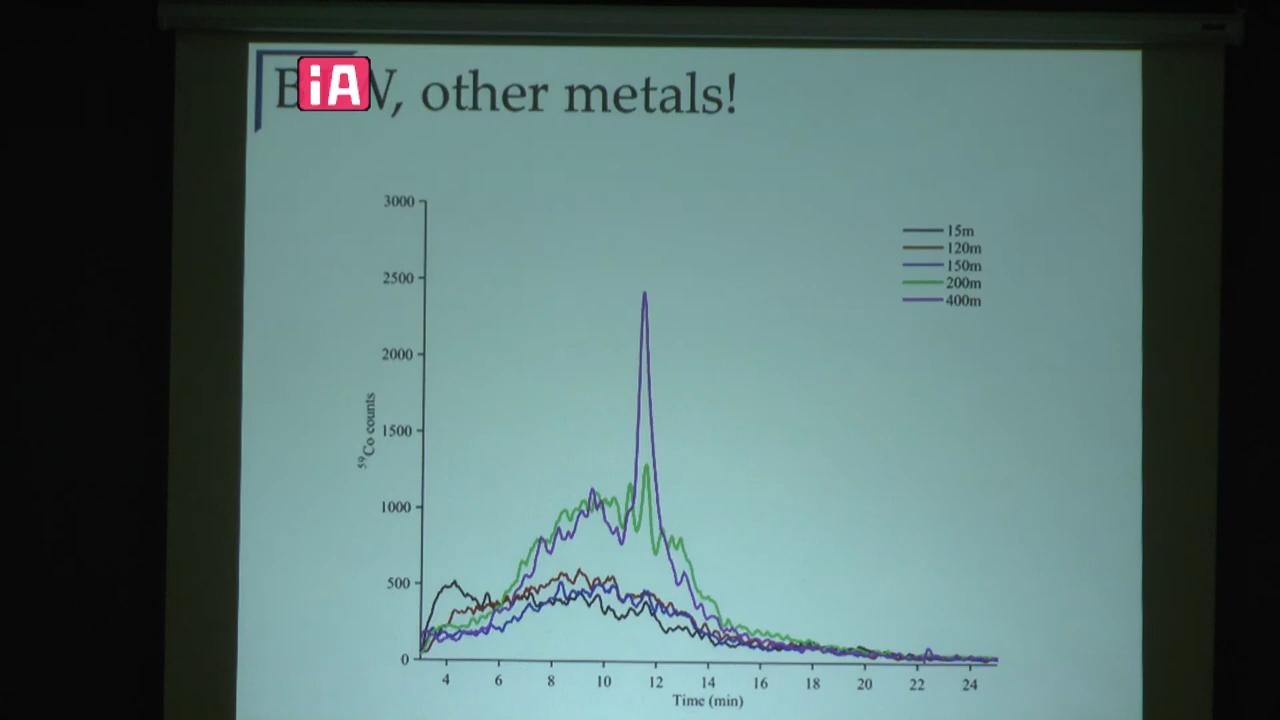 iA
other metals!
3000
2500
2000
1500
1000
500
0
59Co counts
15m
120m
150m
200m
400m
4 6 8 10 12 14 16 18 20 22 24
Time (min)